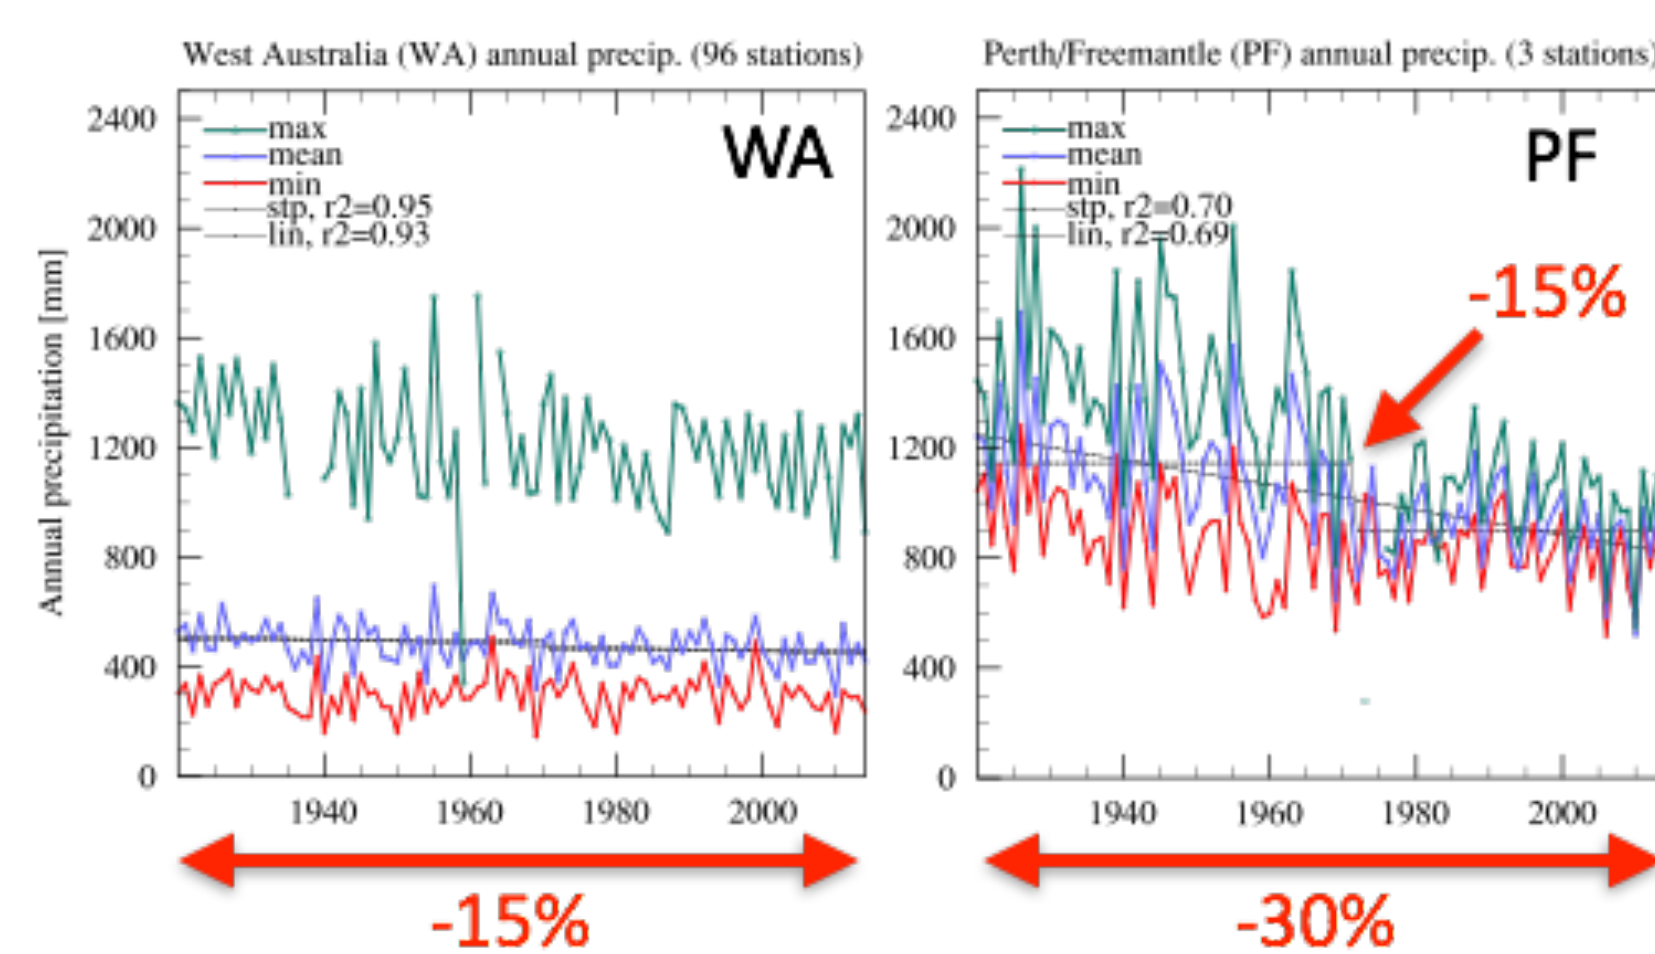 West Australia (WA) annual precip. (96 stations)
Annual precipitation [mm]
2400
2000
1600
1200
800
400
0
max
mean
min
stp, r2=0.95
lin, r2=0.93
WA
1940 1960 1980 2000
-15%
Perth/Freemantle (PF) annual precip. (3 stations)
2400
2000
1600
1200
800
400
0
max
mean
min
stp, r2=0.70
lin, r2=0.69
PF
-15%
1940 1960 1980 2000
-30%